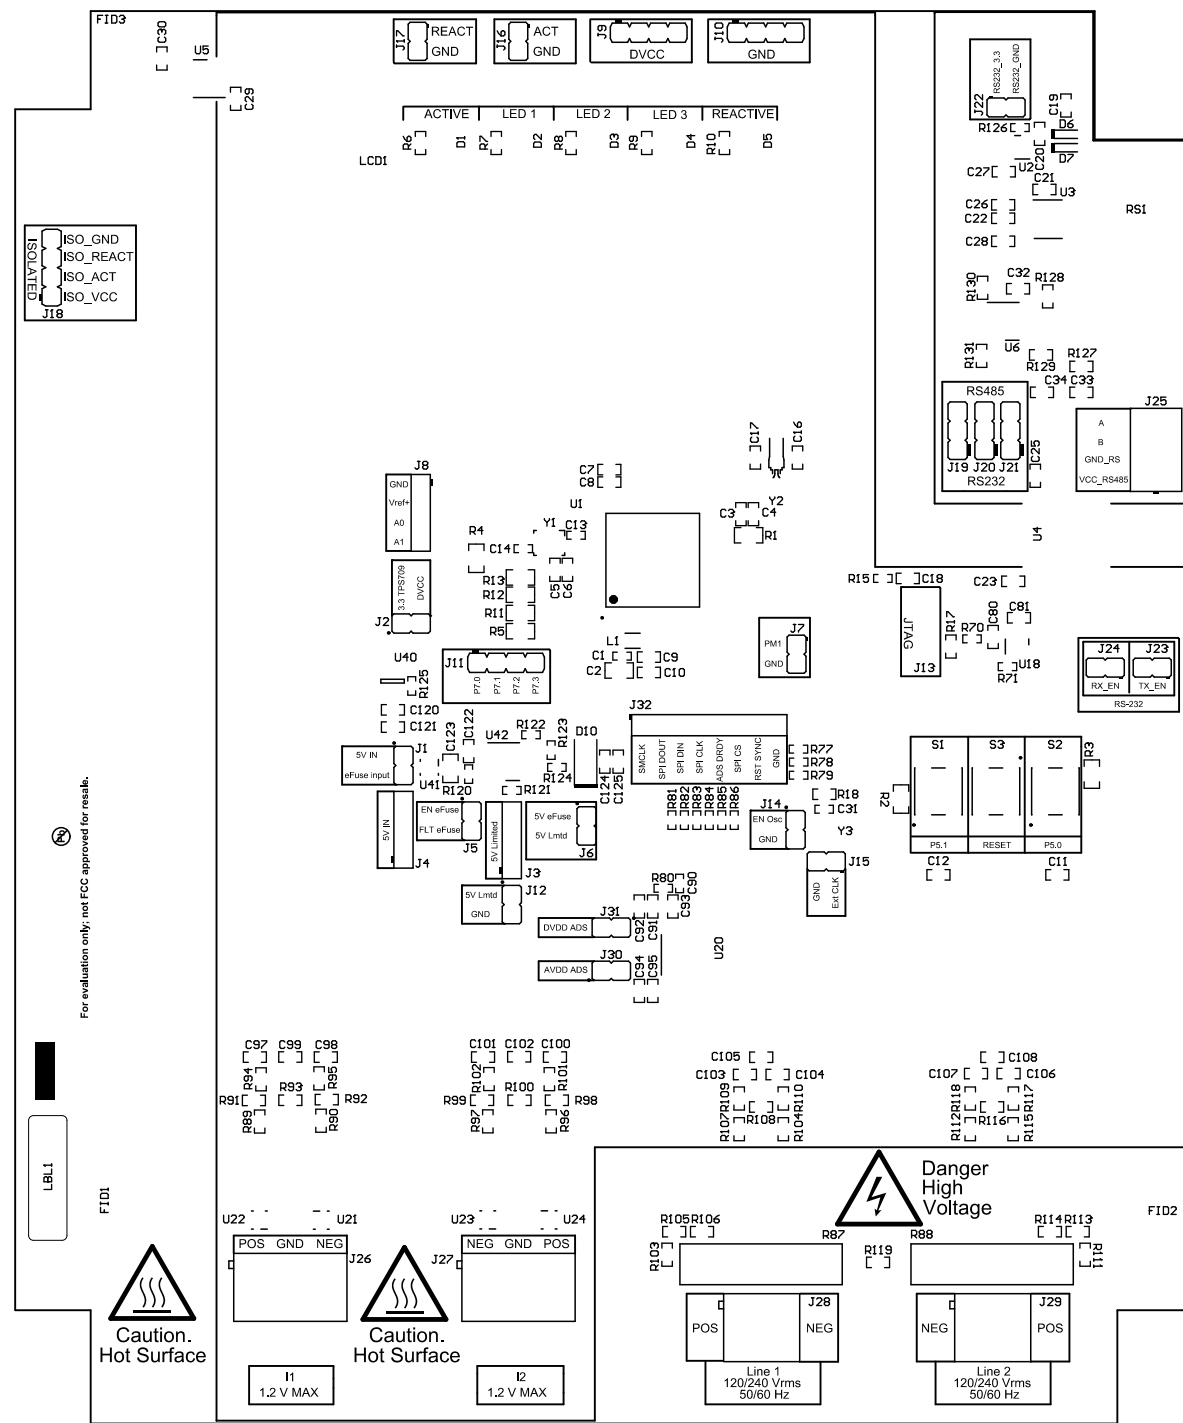 FID3
C30
U5
C29
J17
REACT
GND
J16
ACT
GND
J9
DVCC
J10
GND
ACTIVE
LED 1
LED 2
LED 3
REACTIVE
R6
D1
R7
D2
R8
D3
R9
D4
R10
D5
LCD1
RS232_3.3
RS232_GND
J22
C19
R126
D6
D7
C20
U2
C27
C21
U3
C26
C22
C28
RS1
R130
C32
R128
R131
U6
R129
R127
C34
C33
ISOLATED
ISO_GND
ISO_REACT
ISO_ACT
ISO_VCC
J18
RS485
J19
J20
J21
RS232
C25
J25
A
B
GND_RS
VCC_RS485
U4
C17
C16
Y2
C7
C8
J8
GND
Vref+
A0
A1
U1
Y1
C13
R4
C14
C3
C4
R1
R13
R12
R11
R5
C5
C6
3.3 TPS709
DVCC
J2
L1
C1
C2
C9
C10
R15
C18
C23
JTAG
J13
R17
R70
C80
C81
U18
R71
J7
PM1
GND
U40
R125
J11
P7.0
P7.1
P7.2
P7.3
J24
J23
RX_EN
TX_EN
RS-232
C120
C121
5V IN
eFuse input
J1
C123
C122
U41
R120
U42
R122
R123
R124
R121
D10
C124
C125
J32
SMCLK
SPI DOUT
SPI DIN
SPI CLK
ADS DRDY
SPI CS
RST SYNC
GND
R77
R78
R79
R81
R82
R83
R84
R85
R86
R18
C31
Y3
J14
EN Osc
GND
J15
GND
Ext CLK
S1
S3
S2
R2
R3
P5.1
RESET
P5.0
C12
C11
5V IN
J4
EN eFuse
FLT eFuse
J5
5V Limited
J3
5V eFuse
5V Lmtd
J6
5V Lmtd
GND
J12
DVDD ADS
J31
AVDD ADS
J30
R80
C90
C92
C91
C93
U20
C94
C95
Pb
For evaluation only; not FCC approved for resale.
C97
C99
C98
R94
R95
R91
R93
R92
R89
R90
C101
C102
C100
R102
R101
R99
R100
R98
R97
R96
C105
C103
C104
R109
R110
R107
R108
R104
C108
C107
C106
R118
R117
R112
R116
R115
LBL1
FID1
Danger
High
Voltage
FID2
U22
U21
U23
U24
POS GND NEG
J26
NEG GND POS
J27
R105
R106
R103
R87
R119
R88
R114
R113
R111
J28
POS
NEG
J29
NEG
POS
Caution.
Hot Surface
Caution.
Hot Surface
I1
1.2 V MAX
I2
1.2 V MAX
Line 1
120/240 Vrms
50/60 Hz
Line 2
120/240 Vrms
50/60 Hz